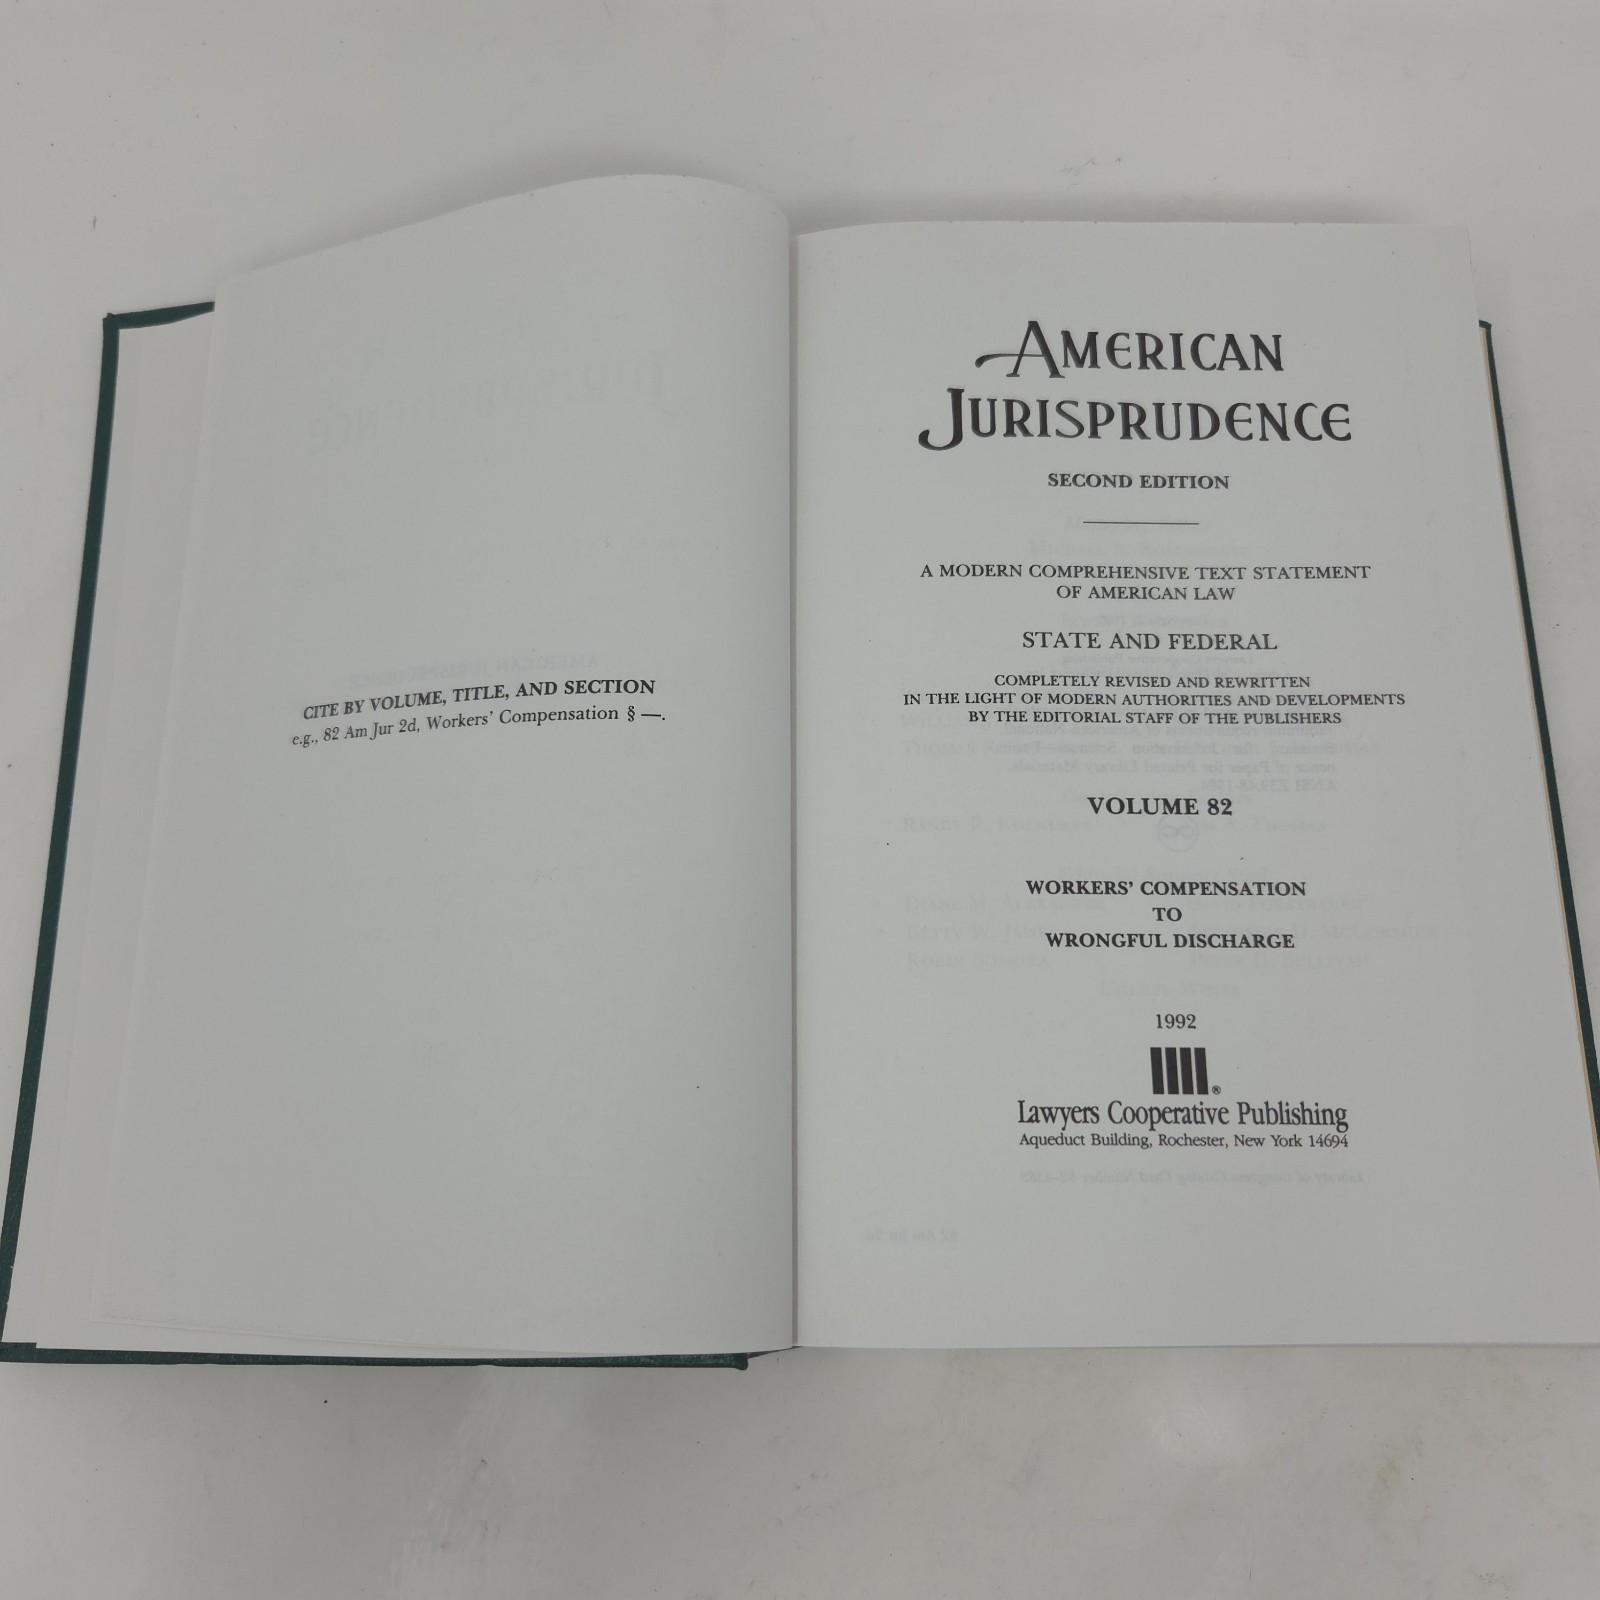 CITE BY VOLUME, TITLE, AND SECTION
e.g., 82 Am Jur 2d, Workers' Compensation § —.
AMERICAN
JURISPRUDENCE
SECOND EDITION
A MODERN COMPREHENSIVE TEXT STATEMENT
OF AMERICAN LAW
STATE AND FEDERAL
COMPLETELY REVISED AND REWRITTEN
IN THE LIGHT OF MODERN AUTHORITIES AND DEVELOPMENTS
BY THE EDITORIAL STAFF OF THE PUBLISHERS
VOLUME 82
WORKERS' COMPENSATION
TO
WRONGFUL DISCHARGE
1992
®
Lawyers Cooperative Publishing
Aqueduct Building, Rochester, New York 14694